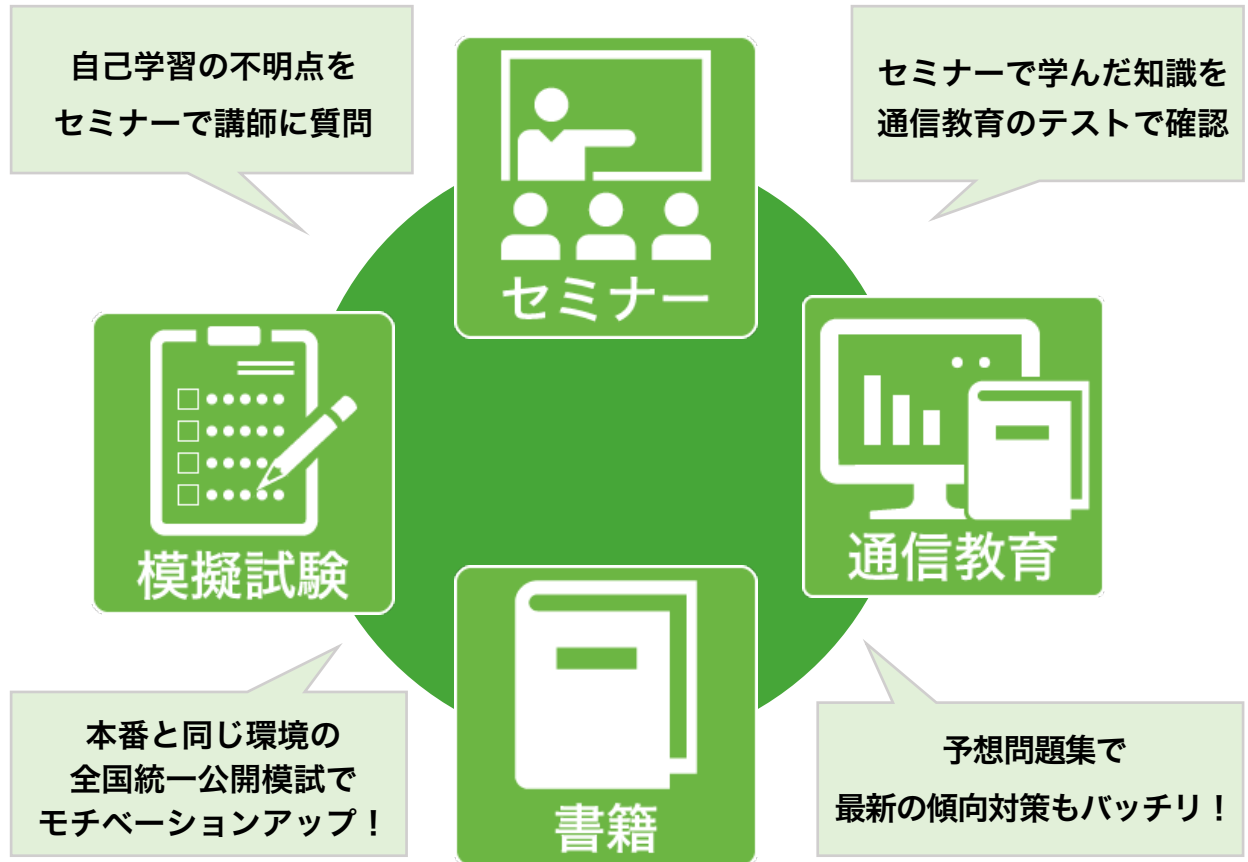 自己学習の不明点を
セミナーで講師に質問
セミナーで学んだ知識を
通信教育のテストで確認
セミナー
模擬試験
通信教育
本番と同じ環境の
全国統一公開模試で
モチベーションアップ！
予想問題集で
最新の傾向対策もバッチリ！
書籍